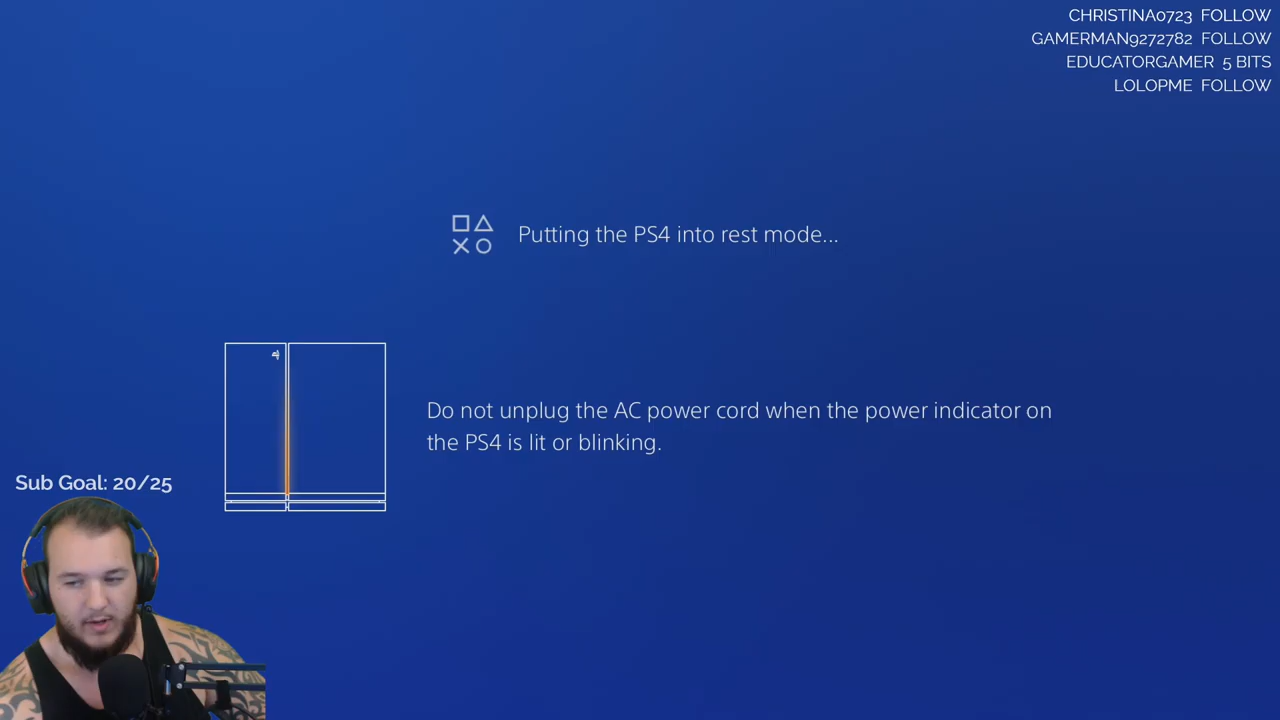 CHRISTINA0723 FOLLOW
GAMERMAN9272782 FOLLOW
EDUCATORGAMER 5 BITS
LOLOPME FOLLOW
Putting the PS4 into rest mode...
Do not unplug the AC power cord when the power indicator on
the PS4 is lit or blinking.
Sub Goal: 20/25